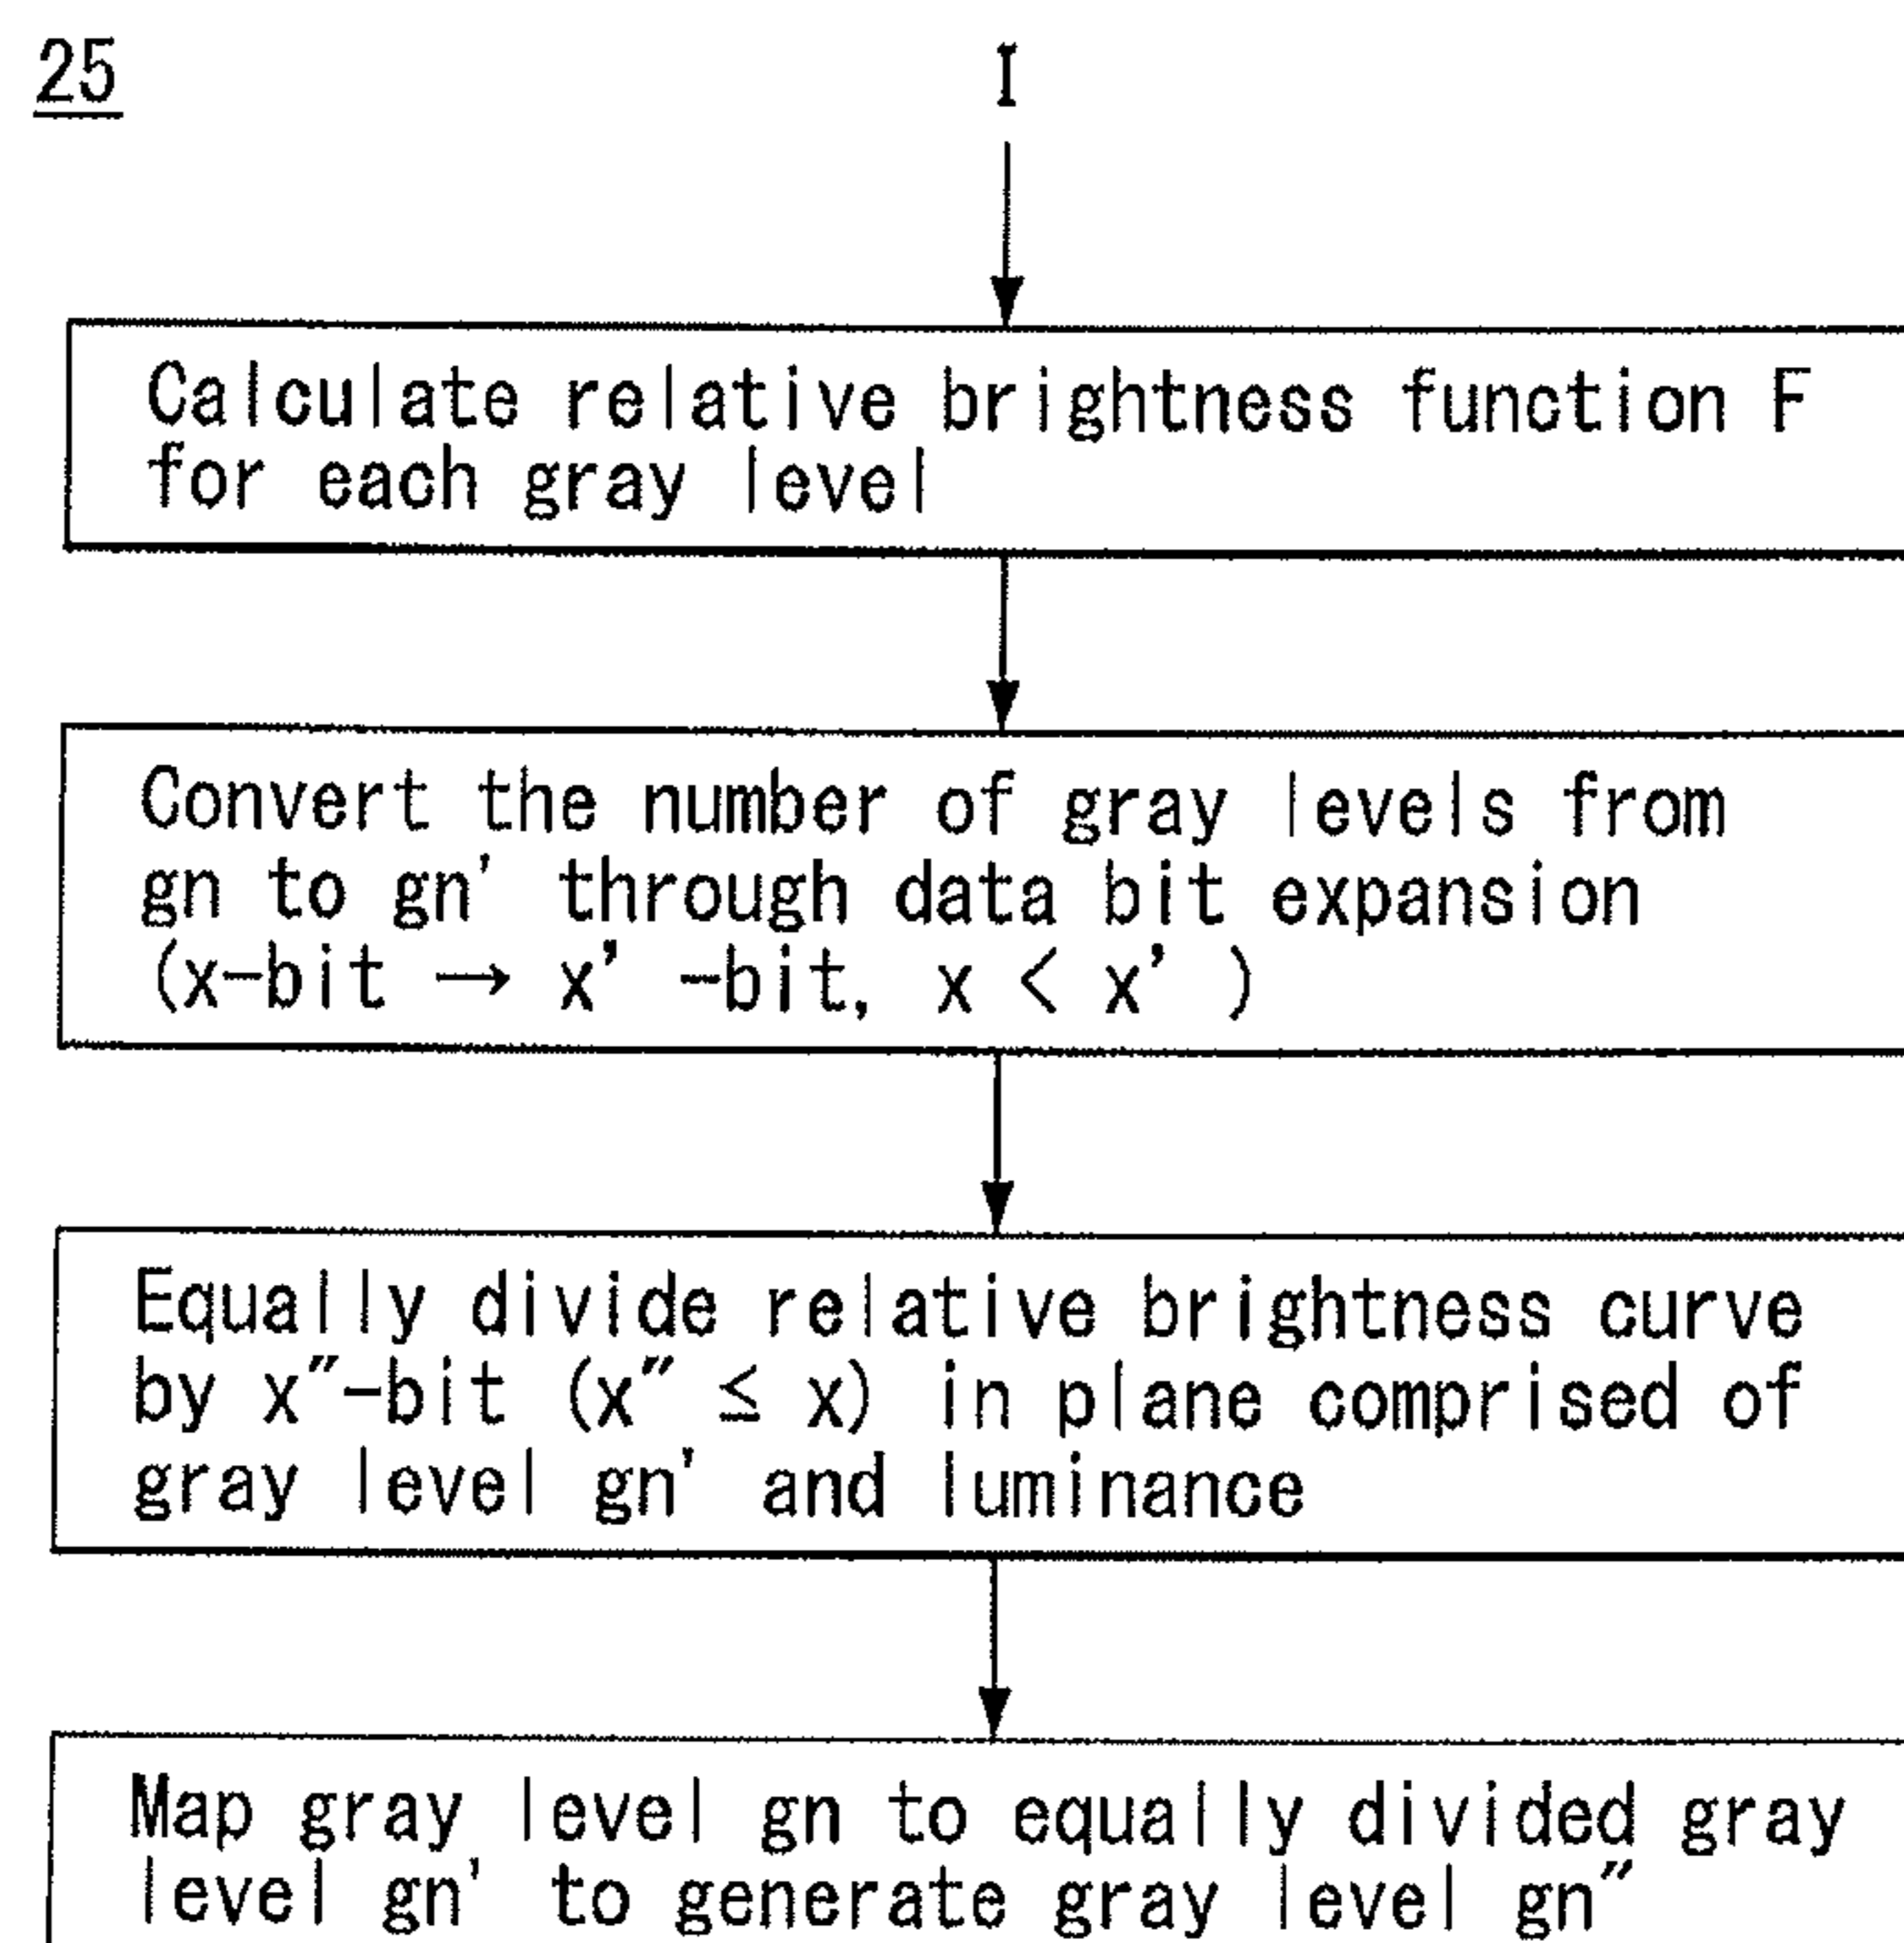 25
I
Calculate relative brightness function F
for each gray level
Convert the number of gray levels from
gn to gn' through data bit expansion
(x-bit → x' -bit, x < x' )
Equally divide relative brightness curve
by x"-bit (x" ≤ x) in plane comprised of
gray level gn' and luminance
Map gray level gn to equally divided gray
level gn' to generate gray level gn"